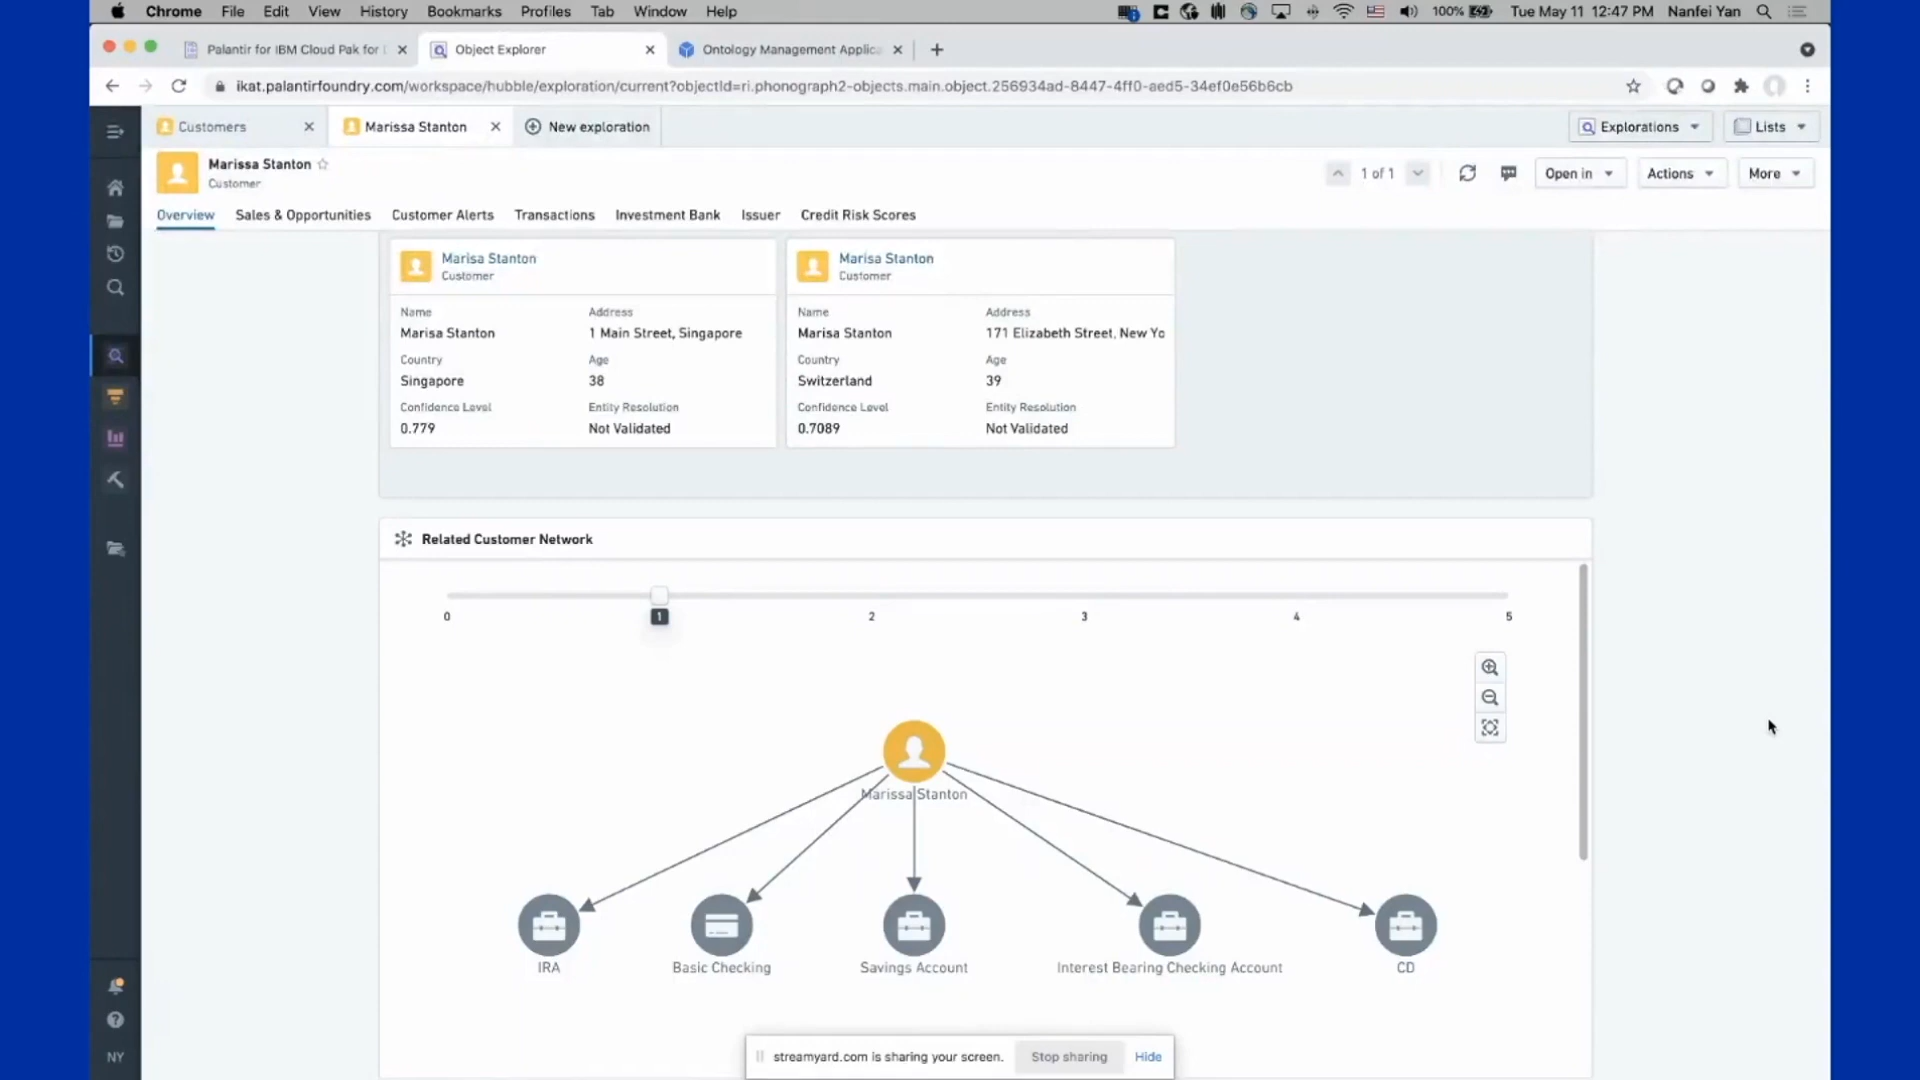 Chrome File Edit View History Bookmarks Profiles Tab Window Help 100% Tue May 11 12:47 PM Nanfei Yan
Palantir for IBM Cloud Pak for Object Explorer Ontology Management Applica
ikat.palantirfoundry.com/workspace/hubble/exploration/current?objectId=ri.phonograph2-objects.main.object.256934ad-8447-4ff0-aed5-34ef0e56b6cb
Customers Marissa Stanton New exploration Explorations Lists
Marissa Stanton
Customer
1 of 1 Open in Actions More
Overview Sales & Opportunities Customer Alerts Transactions Investment Bank Issuer Credit Risk Scores
Marisa Stanton Marisa Stanton
Customer Customer
Name Address Name Address
Marisa Stanton 1 Main Street, Singapore Marisa Stanton 171 Elizabeth Street, New Yo
Country Age Country Age
Singapore 38 Switzerland 39
Confidence Level Entity Resolution Confidence Level Entity Resolution
0.779 Not Validated 0.7089 Not Validated
Related Customer Network
0 1 2 3 4 5
Marissa Stanton
IRA Basic Checking Savings Account Interest Bearing Checking Account CD
NY
streamyard.com is sharing your screen. Stop sharing Hide